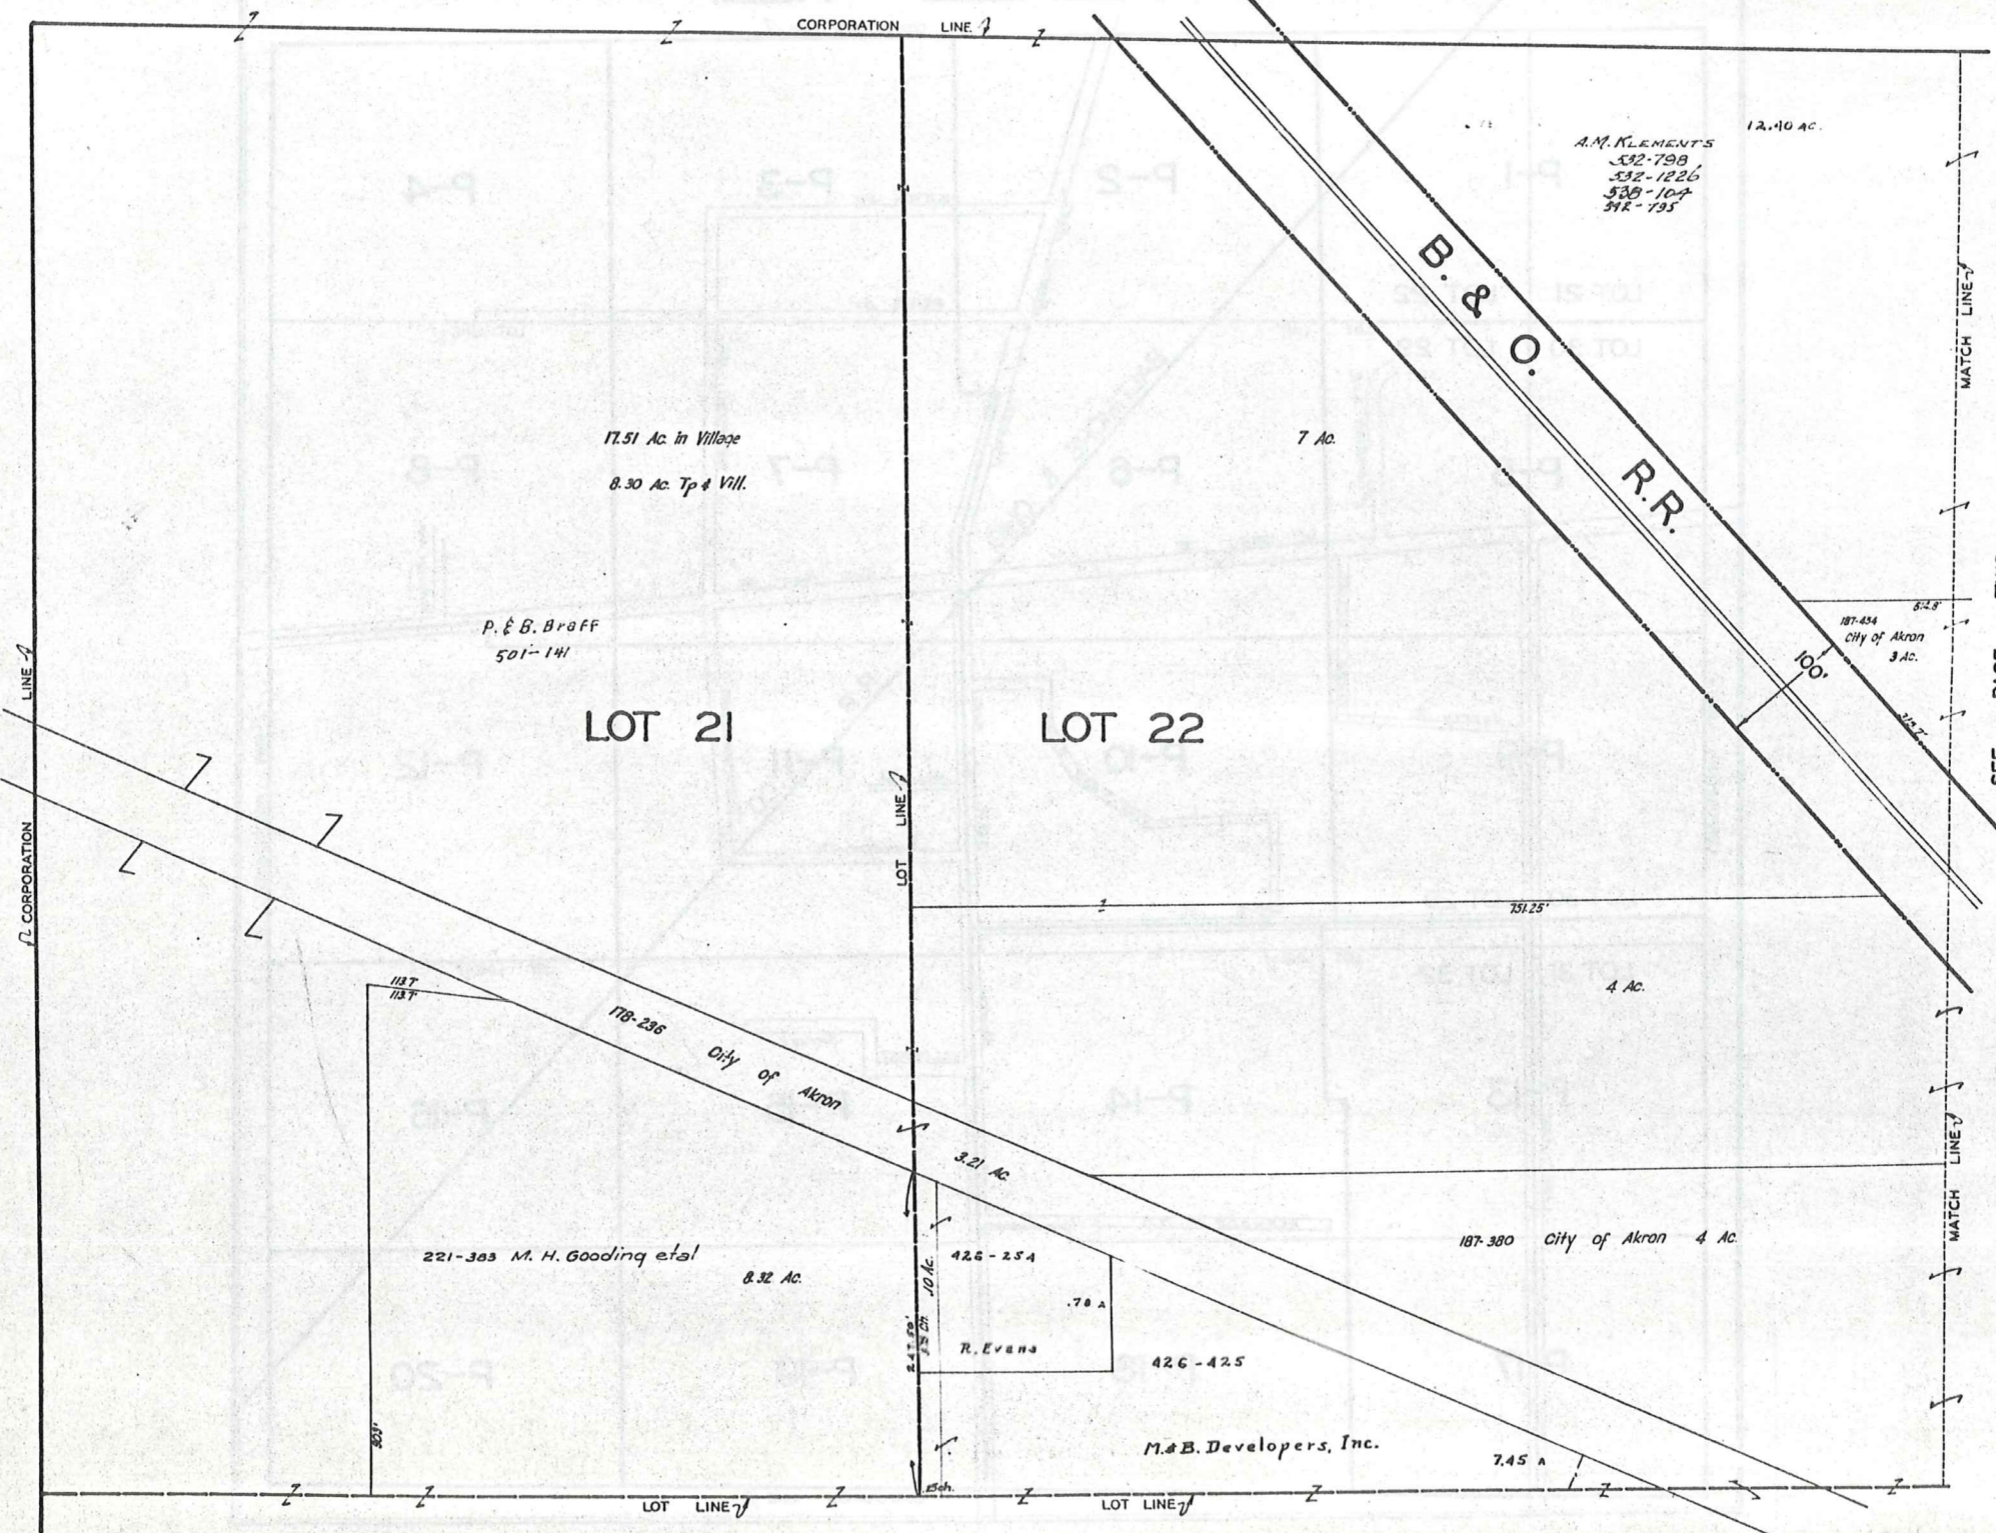 CORPORATION LINE
12.40 AC.
A.M. KLEMENTS
532-798
532-1226
538-104
542-795
B. & O. R.R.
MATCH LINE
17.51 Ac. in Village
8.30 Ac. Tp & Vill.
7 Ac.
187-434
City of Akron
3 Ac.
100'
P. & B. Braff
501-141
LOT 21
LOT 22
LINE
CORPORATION
LOT LINE
751.25'
4 Ac.
113.7'
113.7'
178-236 City of Akron
3.21 Ac.
MATCH LINE
187-380 City of Akron 4 Ac.
221-383 M. H. Gooding etal
8.32 Ac.
.10 Ac.
426-254
.78 A
247.50'
R. Evans
426-425
303'
M.&B. Developers, Inc.
7.45 A
LOT LINE
LOT LINE